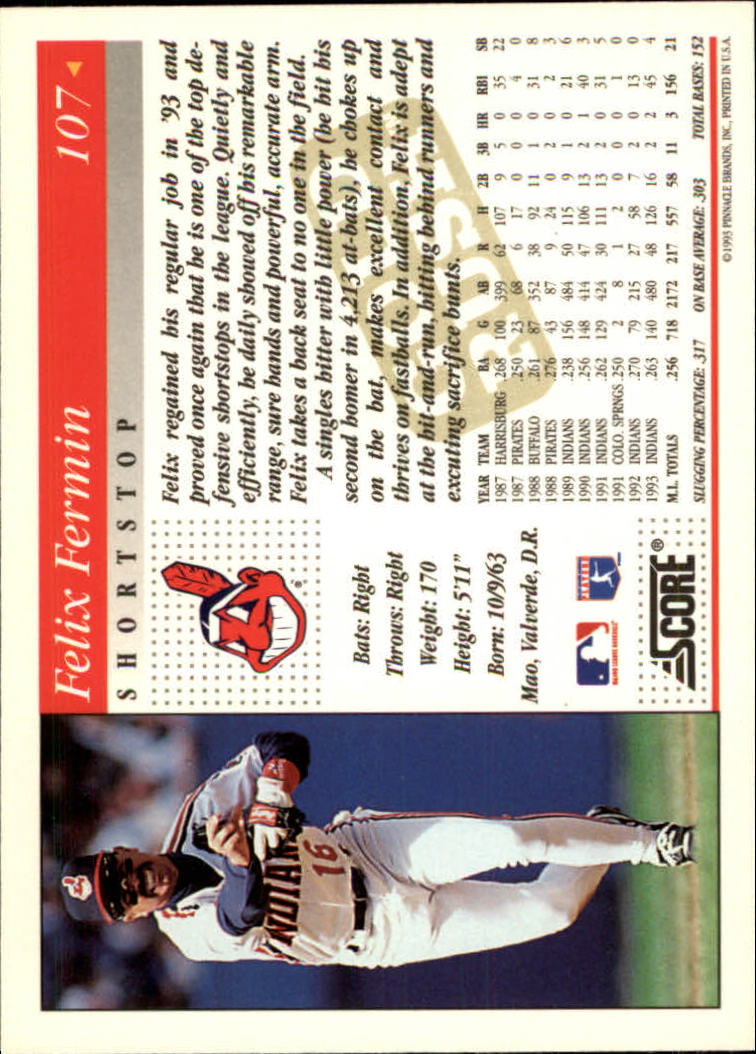 Felix Fermin 107
SHORTSTOP
Felix regained his regular job in '93 and
proved once again that he is one of the top de-
fensive shortstops in the league. Quietly and
efficiently, he daily showed off his remarkable
range, sure hands and powerful, accurate arm.
Felix takes a back seat to no one in the field.
A singles hitter with little power (he hit his
second homer in 4,213 at-bats), he chokes up
on the bat, makes excellent contact and
thrives on fastballs. In addition, Felix is adept
at the hit-and-run, hitting behind runners and
excuting sacrifice bunts.
GOLD
RUSH
Bats: Right
Throws: Right
Weight: 170
Height: 5'11"
Born: 10/9/63
Mao, Valverde, D.R.
SCORE®
YEAR TEAM BA G AB R H 2B 3B HR RBI SB
1987 HARRISBURG .268 100 399 62 107 9 5 0 35 22
1987 PIRATES .250 23 68 6 17 0 0 0 4 0
1988 BUFFALO .261 87 352 38 92 11 1 0 31 8
1988 PIRATES .276 43 87 9 24 0 2 0 2 3
1989 INDIANS .238 156 484 50 115 9 1 0 21 6
1990 INDIANS .256 148 414 47 106 13 2 1 40 3
1991 INDIANS .262 129 424 30 111 13 2 0 31 5
1991 COLO. SPRINGS .250 2 8 1 2 0 0 0 1 0
1992 INDIANS .270 79 215 27 58 7 2 0 13 0
1993 INDIANS .263 140 480 48 126 16 2 2 45 4
M.L. TOTALS .256 718 2172 217 557 58 11 3 156 21
SLUGGING PERCENTAGE: .317 ON BASE AVERAGE: .303 TOTAL BASES: 152
©1993 PINNACLE BRANDS, INC., PRINTED IN U.S.A.
INDIAN
16